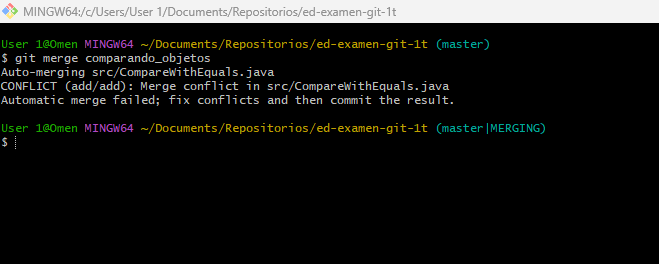 MINGW64:/c/Users/User 1/Documents/Repositorios/ed-examen-git-1t
User 1@Omen MINGW64 ~/Documents/Repositorios/ed-examen-git-1t (master)
$ git merge comparando_objetos
Auto-merging src/CompareWithEquals.java
CONFLICT (add/add): Merge conflict in src/CompareWithEquals.java
Automatic merge failed; fix conflicts and then commit the result.
User 1@Omen MINGW64 ~/Documents/Repositorios/ed-examen-git-1t (master|MERGING)
$